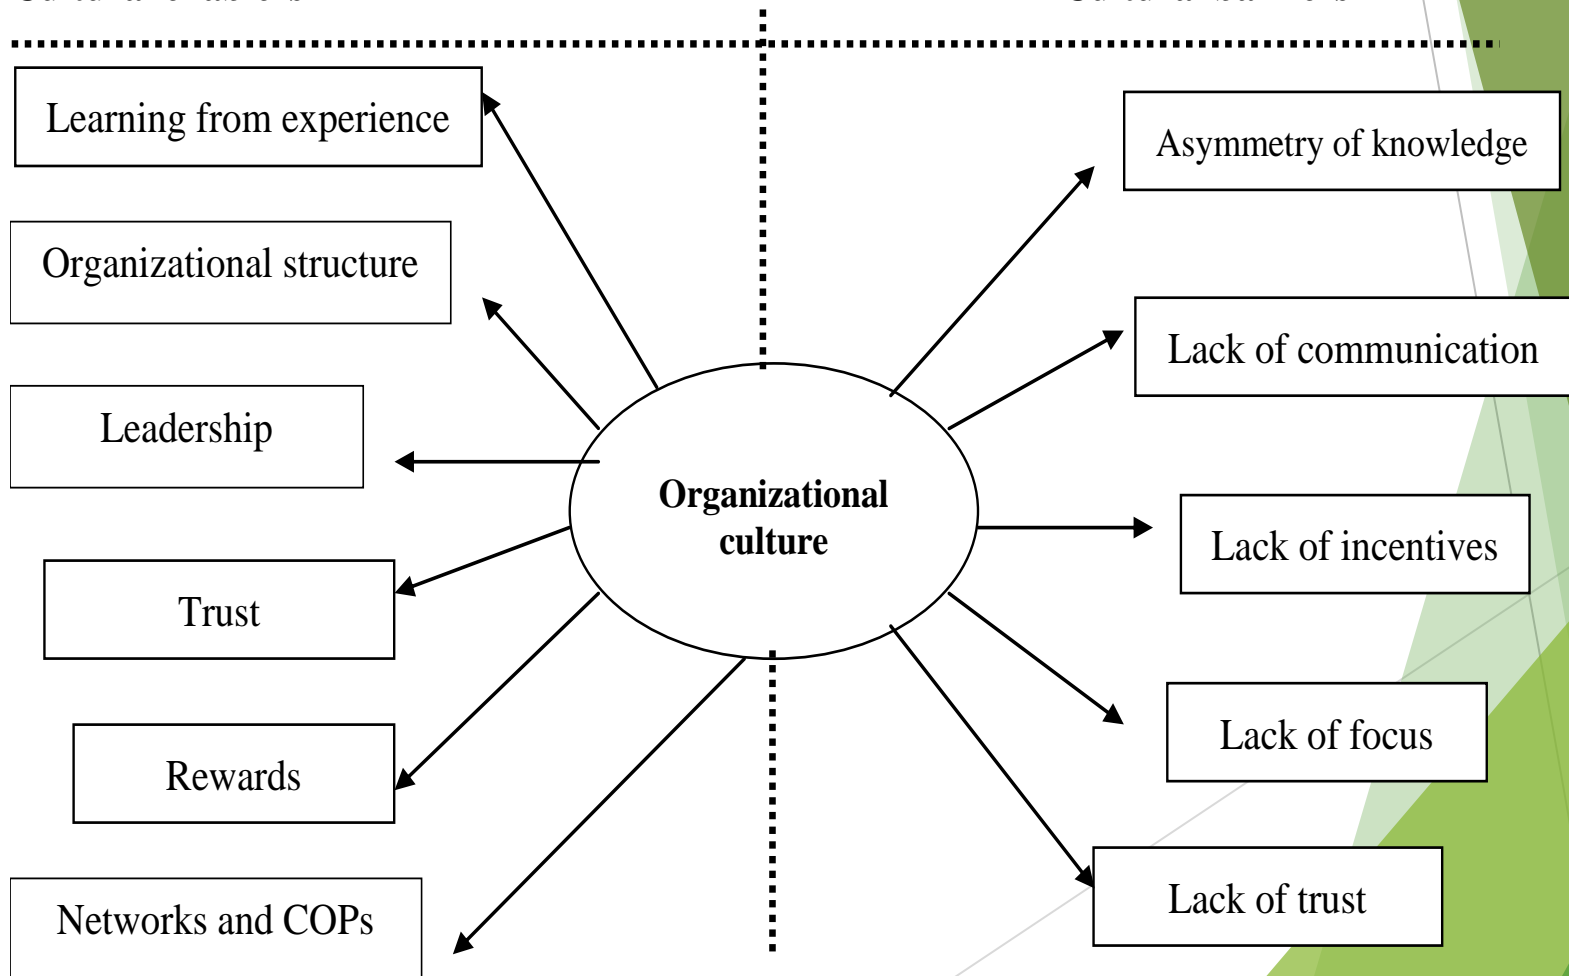 Learning from experience
Organizational structure
Leadership
Trust
Rewards
Networks and COPs
Organizational
culture
Asymmetry of knowledge
Lack of communication
Lack of incentives
Lack of focus
Lack of trust